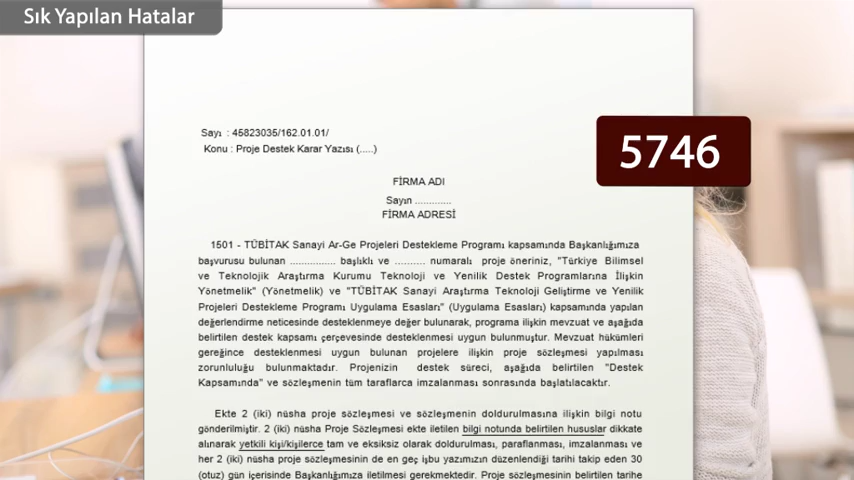 Sık Yapılan Hatalar
Sayı : 45823035/162.01.01/
Konu : Proje Destek Karar Yazısı (.....)
5746
FİRMA ADI
Sayın .............
FİRMA ADRESİ
1501 - TÜBİTAK Sanayi Ar-Ge Projeleri Destekleme Programı kapsamında Başkanlığımıza
başvurusu bulunan ................ başlıklı ve .......... numaralı proje öneriniz, "Türkiye Bilimsel
ve Teknolojik Araştırma Kurumu Teknoloji ve Yenilik Destek Programlarına İlişkin
Yönetmelik" (Yönetmelik) ve "TÜBİTAK Sanayi Araştırma Teknoloji Geliştirme ve Yenilik
Projeleri Destekleme Programı Uygulama Esasları" (Uygulama Esasları) kapsamında yapılan
değerlendirme neticesinde desteklenmeye değer bulunarak, programa ilişkin mevzuat ve aşağıda
belirtilen destek kapsamı çerçevesinde desteklenmesi uygun bulunmuştur. Mevzuat hükümleri
gereğince desteklenmesi uygun bulunan projelere ilişkin proje sözleşmesi yapılması
zorunluluğu bulunmaktadır. Projenizin destek süreci, aşağıda belirtilen "Destek
Kapsamında" ve sözleşmenin tüm taraflarca imzalanması sonrasında başlatılacaktır.
Ekte 2 (iki) nüsha proje sözleşmesi ve sözleşmenin doldurulmasına ilişkin bilgi notu
gönderilmiştir. 2 (iki) nüsha Proje Sözleşmesi ekte iletilen bilgi notunda belirtilen hususlar dikkate
alınarak yetkili kişi/kişilerce tam ve eksiksiz olarak doldurulması, paraflanması, imzalanması ve
her 2 (iki) nüsha proje sözleşmesinin de en geç işbu yazımızın düzenlendiği tarihi takip eden 30
(otuz) gün içerisinde Başkanlığımıza iletilmesi gerekmektedir. Proje sözleşmesinin belirtilen tarihe